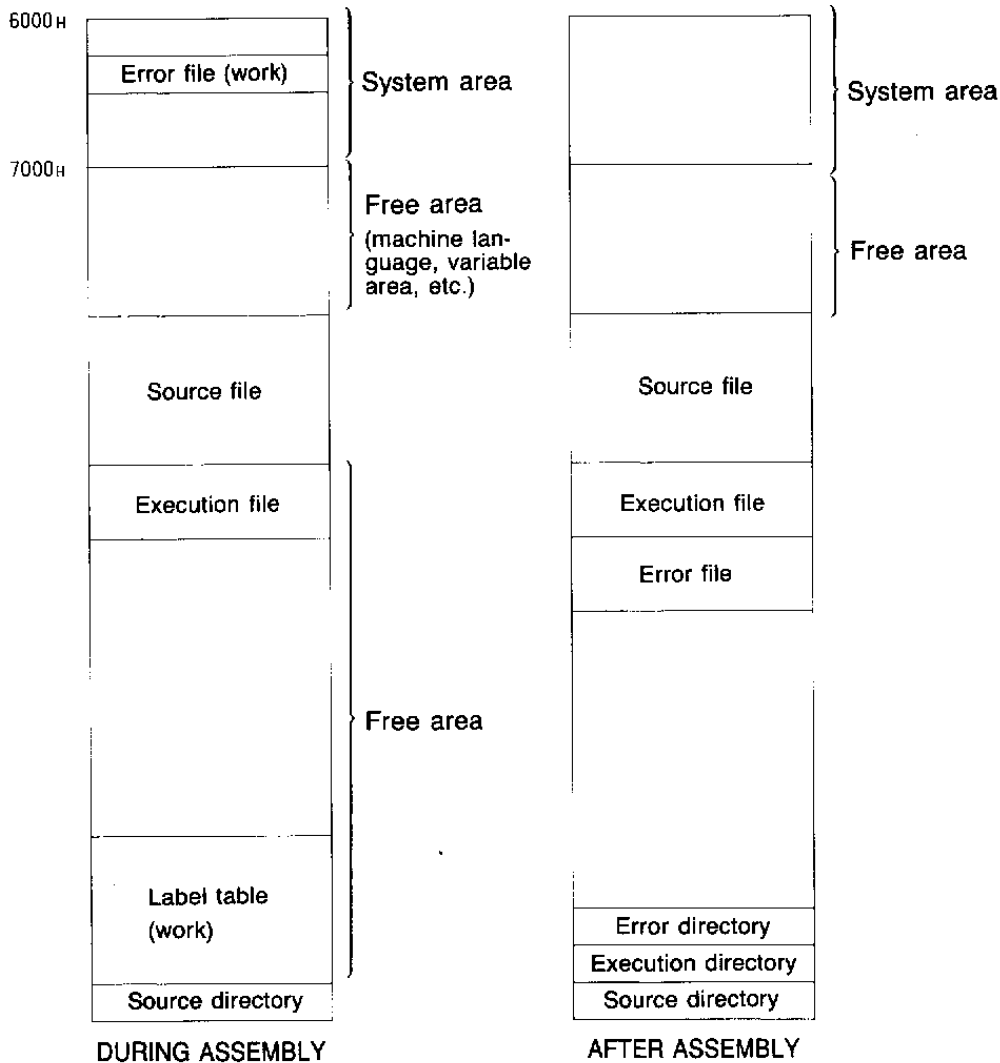 6000H
Error file (work)
System area
7000H
Free area
(machine lan-
guage, variable
area, etc.)
Source file
Execution file
Free area
Label table
(work)
Source directory
DURING ASSEMBLY
System area
Free area
Source file
Execution file
Error file
Error directory
Execution directory
Source directory
AFTER ASSEMBLY